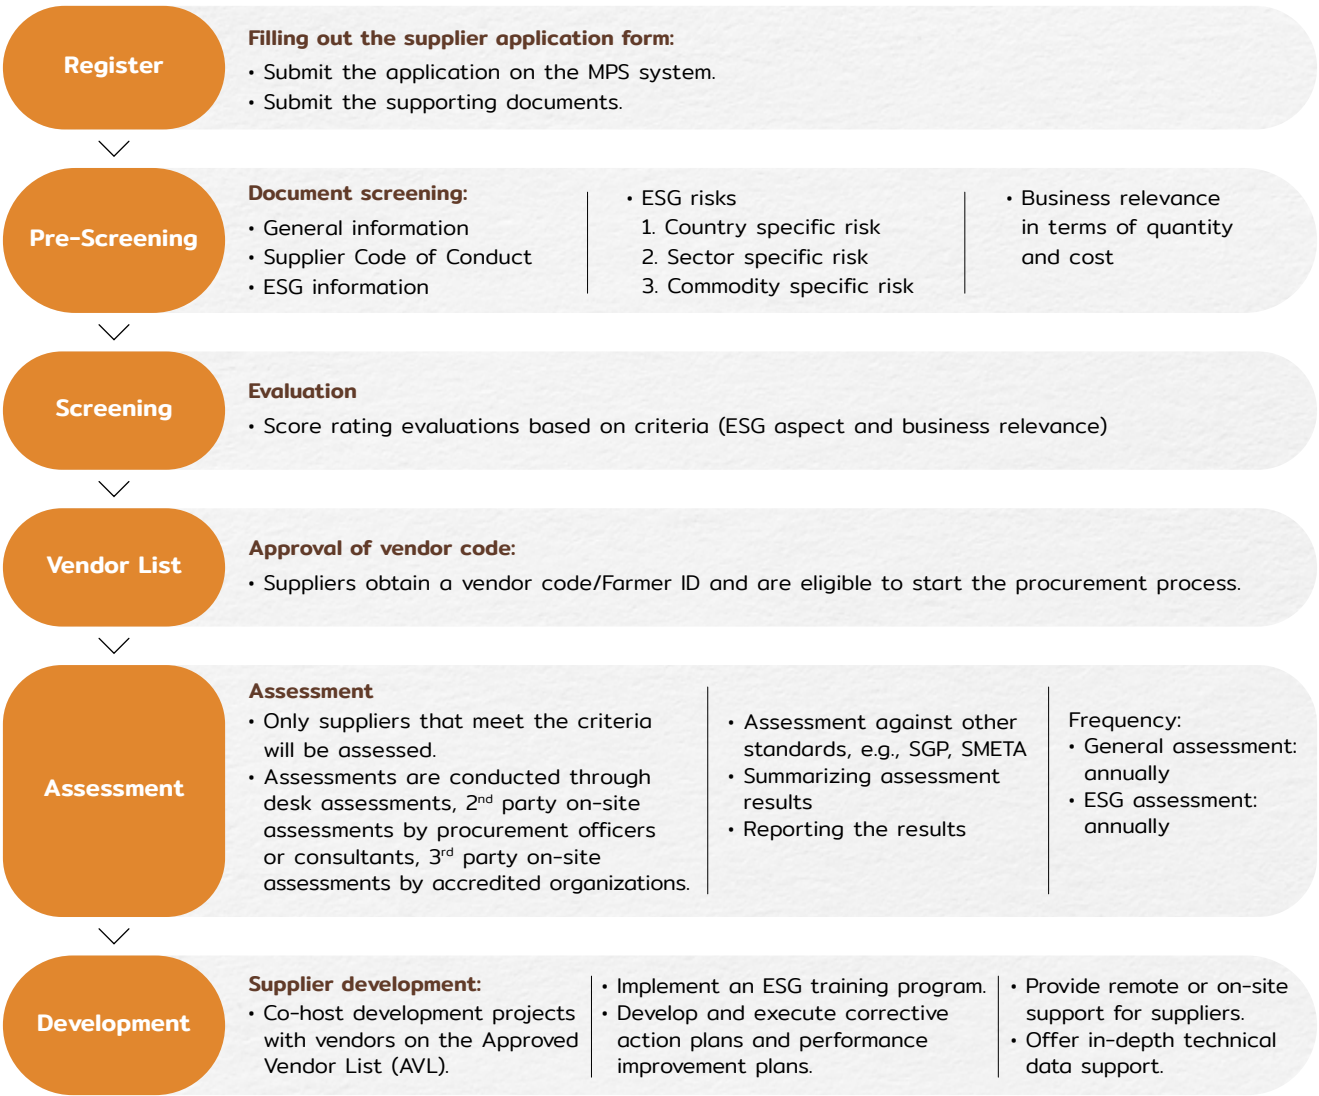 Register
Filling out the supplier application form:
• Submit the application on the MPS system.
• Submit the supporting documents.
Pre-Screening
Document screening:
• General information
• Supplier Code of Conduct
• ESG information
• ESG risks
1. Country specific risk
2. Sector specific risk
3. Commodity specific risk
• Business relevance
in terms of quantity
and cost
Screening
Evaluation
• Score rating evaluations based on criteria (ESG aspect and business relevance)
Vendor List
Approval of vendor code:
• Suppliers obtain a vendor code/Farmer ID and are eligible to start the procurement process.
Assessment
Assessment
• Only suppliers that meet the criteria
will be assessed.
• Assessments are conducted through
desk assessments, 2nd party on-site
assessments by procurement officers
or consultants, 3rd party on-site
assessments by accredited organizations.
• Assessment against other
standards, e.g., SGP, SMETA
• Summarizing assessment
results
• Reporting the results
Frequency:
• General assessment:
annually
• ESG assessment:
annually
Development
Supplier development:
• Co-host development projects
with vendors on the Approved
Vendor List (AVL).
• Implement an ESG training program.
• Develop and execute corrective
action plans and performance
improvement plans.
• Provide remote or on-site
support for suppliers.
• Offer in-depth technical
data support.